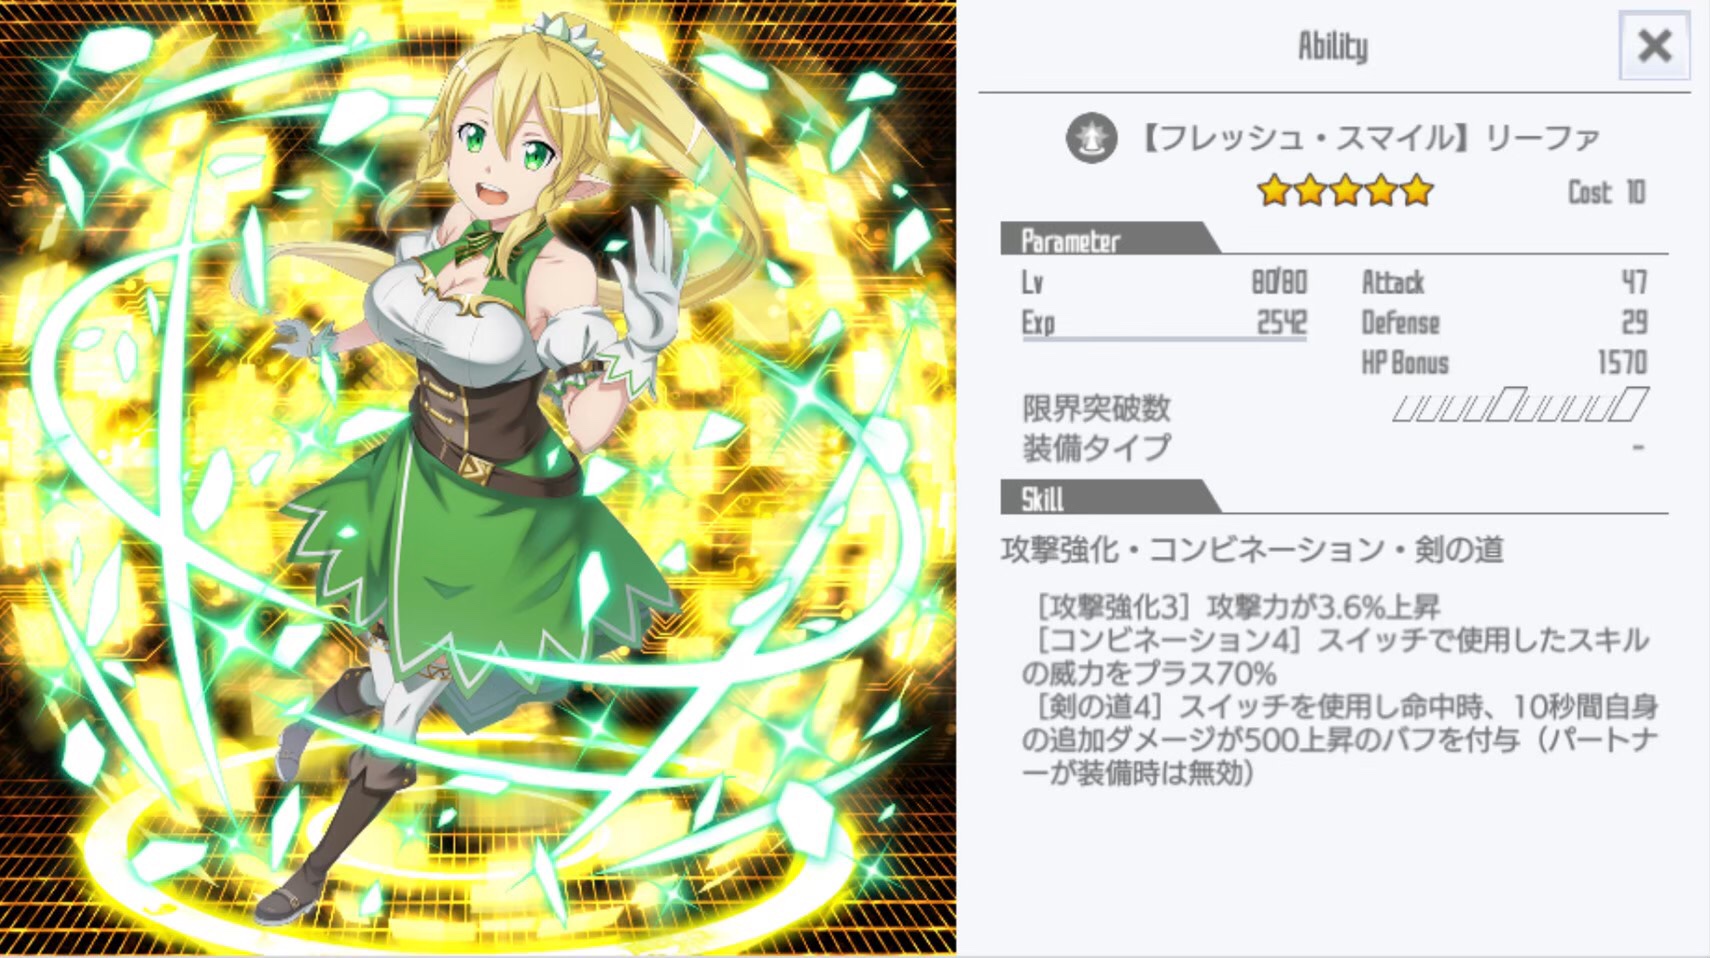 Ability
【フレッシュ・スマイル】リーファ
Cost 10
Parameter
Lv 80/80 Attack 47
Exp 2542 Defense 29
HP Bonus 1570
限界突破数
装備タイプ -
Skill
攻撃強化・コンビネーション・剣の道
［攻撃強化3］攻撃力が3.6%上昇
［コンビネーション4］スイッチで使用したスキル
の威力をプラス70%
［剣の道4］スイッチを使用し命中時、10秒間自身
の追加ダメージが500上昇のバフを付与（パートナ
ーが装備時は無効）